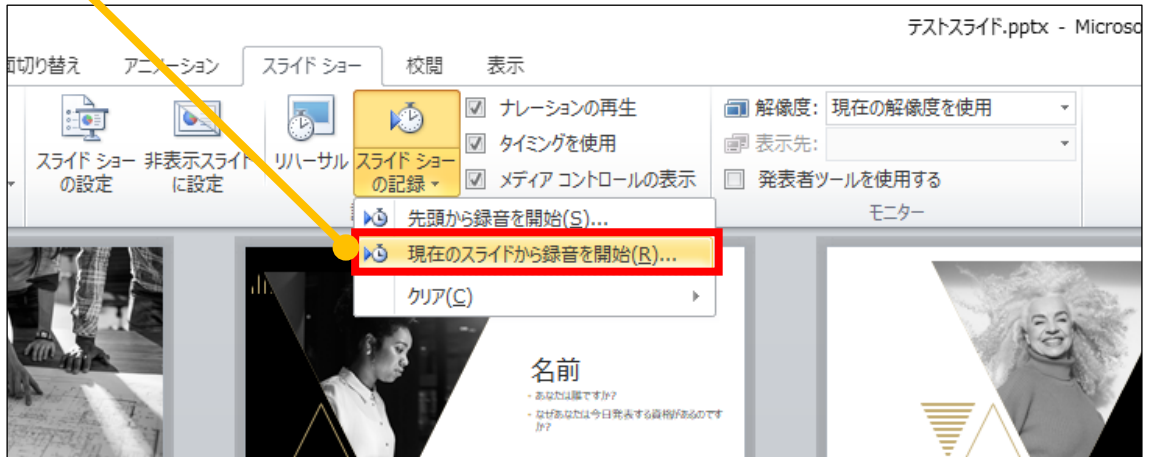 テストスライド.pptx - Microso
面切り替え アニメーション スライド ショー 校閲 表示
スライド ショー
の設定
非表示スライド
に設定
リハーサル
スライド ショー
の記録
ナレーションの再生
タイミングを使用
メディア コントロールの表示
解像度: 現在の解像度を使用
表示先:
発表者ツールを使用する
モニター
先頭から録音を開始(S)...
現在のスライドから録音を開始(R)...
クリア(C)
名前
- あなたは誰ですか?
- なぜあなたは今日発表する資格があるのです
か?